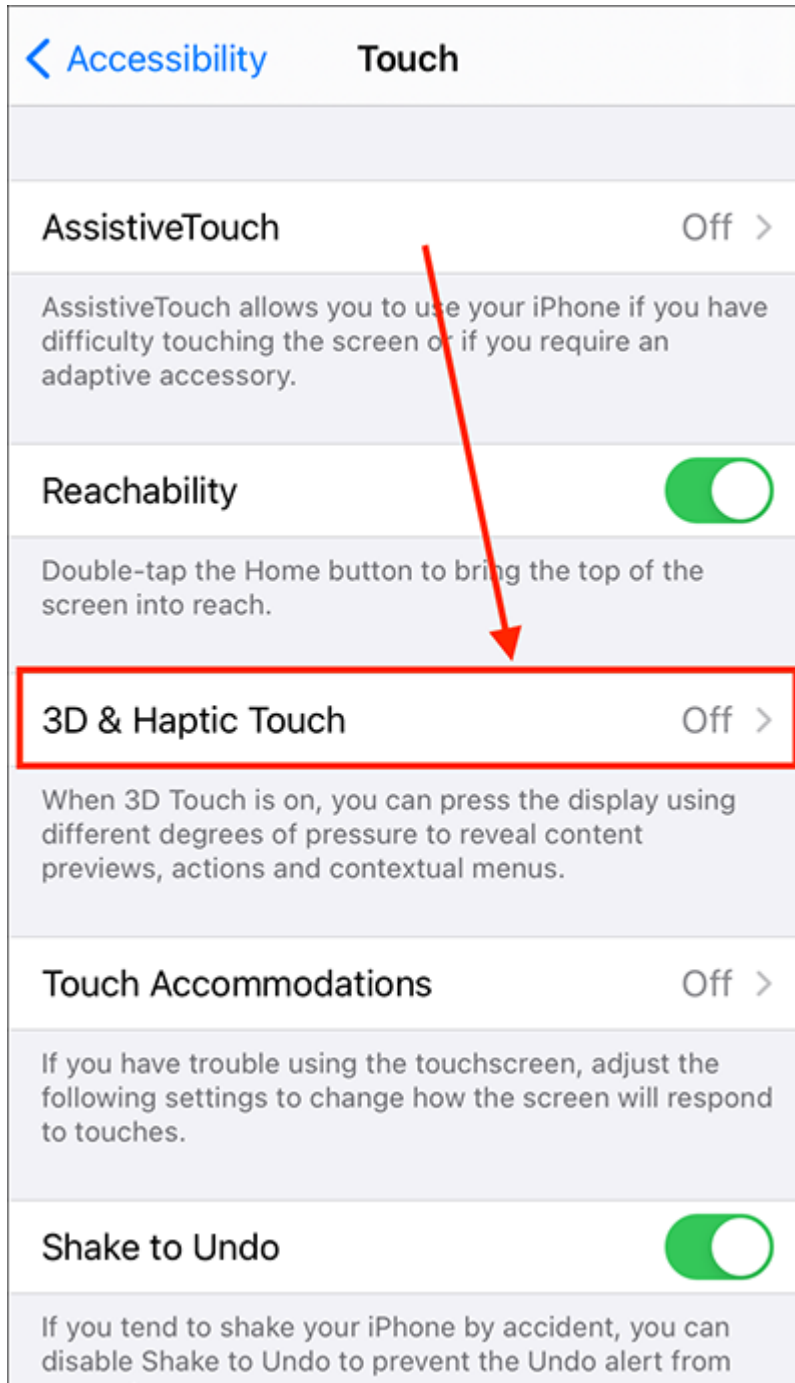 Accessibility Touch
AssistiveTouch Off
AssistiveTouch allows you to use your iPhone if you have
difficulty touching the screen or if you require an
adaptive accessory.
Reachability
Double-tap the Home button to bring the top of the
screen into reach.
3D & Haptic Touch Off
When 3D Touch is on, you can press the display using
different degrees of pressure to reveal content
previews, actions and contextual menus.
Touch Accommodations Off
If you have trouble using the touchscreen, adjust the
following settings to change how the screen will respond
to touches.
Shake to Undo
If you tend to shake your iPhone by accident, you can
disable Shake to Undo to prevent the Undo alert from